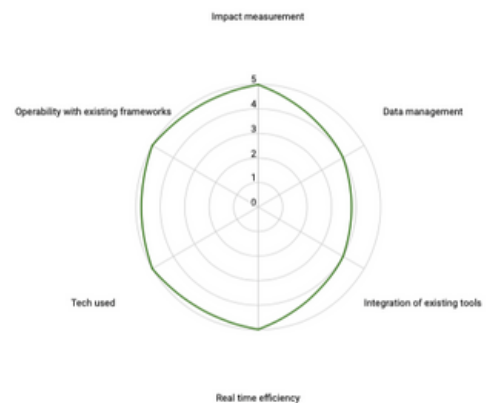 Impact measurement
5
Operability with existing frameworks
Data management
4
3
2
1
0
Tech used
Integration of existing tools
Real time efficiency